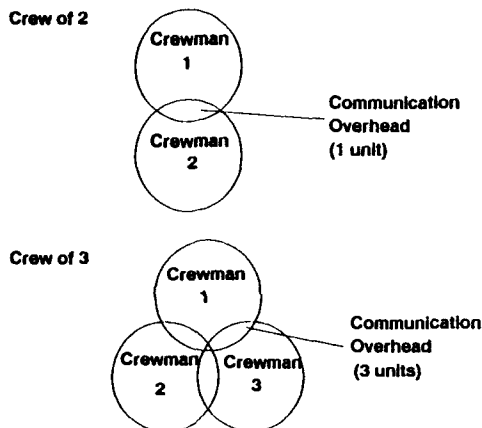 Crew of 2
Crewman
1
Communication
Overhead
(1 unit)
Crewman
2
Crew of 3
Crewman
1
Communication
Overhead
(3 units)
Crewman
2
Crewman
3